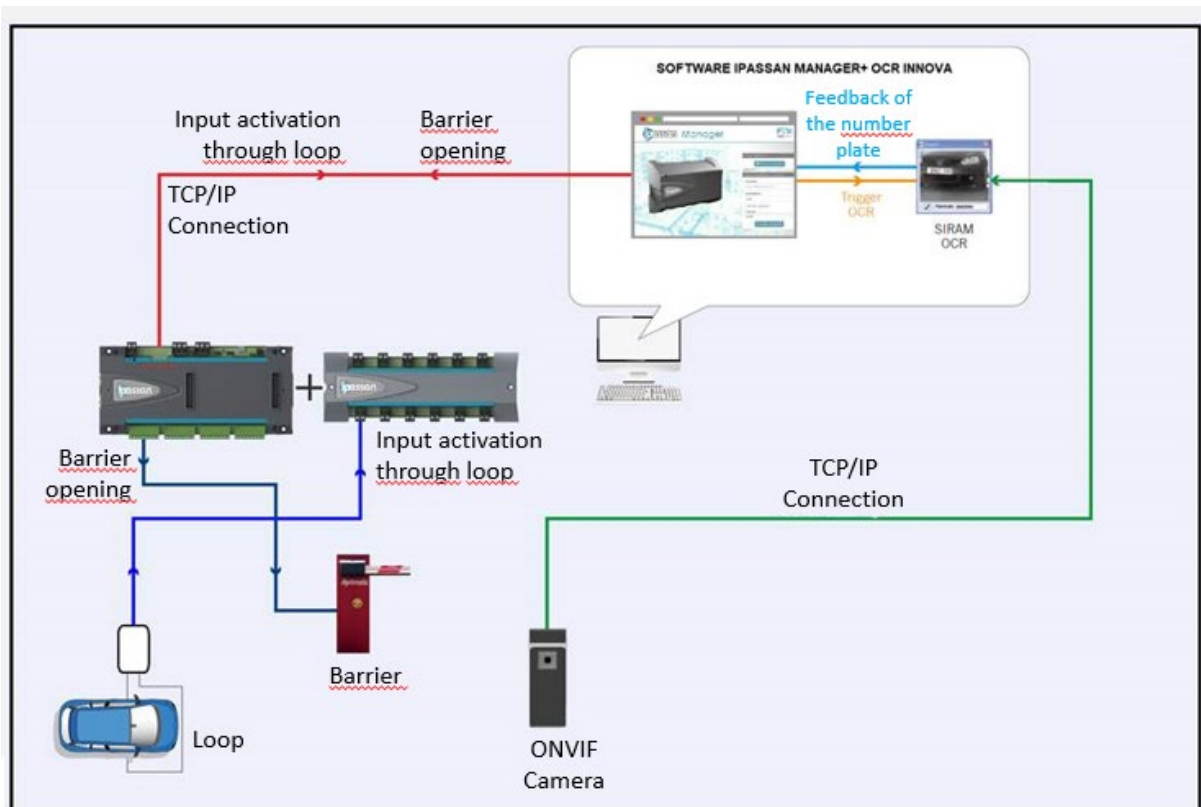 SOFTWARE IPASSAN MANAGER+ OCR INNOVA
Feedback of
the number
plate
Manager
Trigger
OCR
SIRAM
OCR
Input activation
through loop
Barrier
opening
TCP/IP
Connection
ipassan
ipassan
Input activation
through loop
Barrier
opening
TCP/IP
Connection
Barrier
Loop
ONVIF
Camera